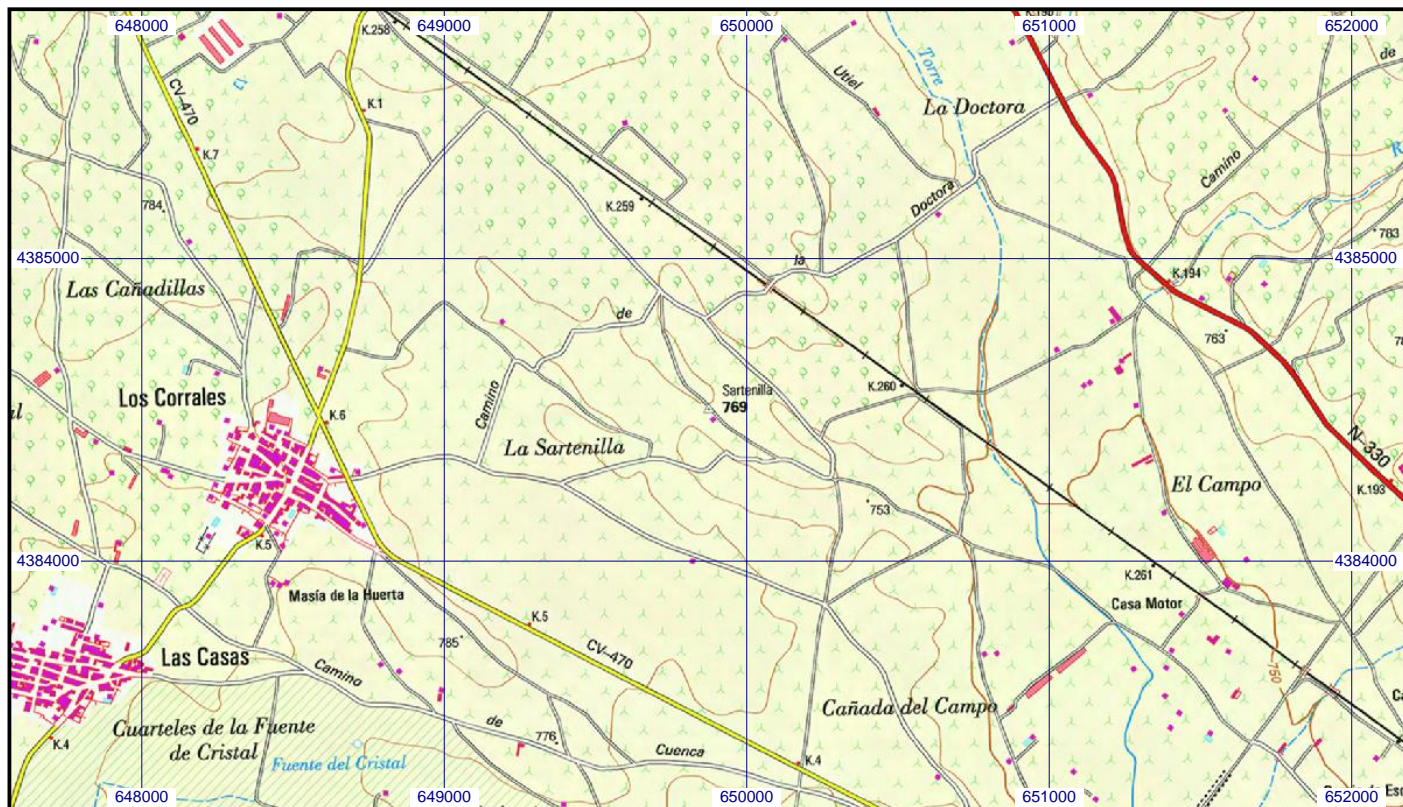 648000
649000
650000
651000
652000
K.258
de
CV-470
K.1
Utiel
Torre
La Doctora
K.7
Camino
784
K.259
Doctora
783
4385000
la
4385000
K.194
Las Cañadillas
de
763
Los Corrales
K.260
Sartenilla
769
Camino
K.6
La Sartenilla
N-330
El Campo
K.193
753
K.5
4384000
4384000
K.261
Masía de la Huerta
Casa Motor
K.5
785
Las Casas
CV-470
Camino
750
Cañada del Campo
Cuarteles de la Fuente
de Cristal
de
776
K.4
Cuenca
Fuente del Cristal
K.4
648000
649000
650000
651000
652000